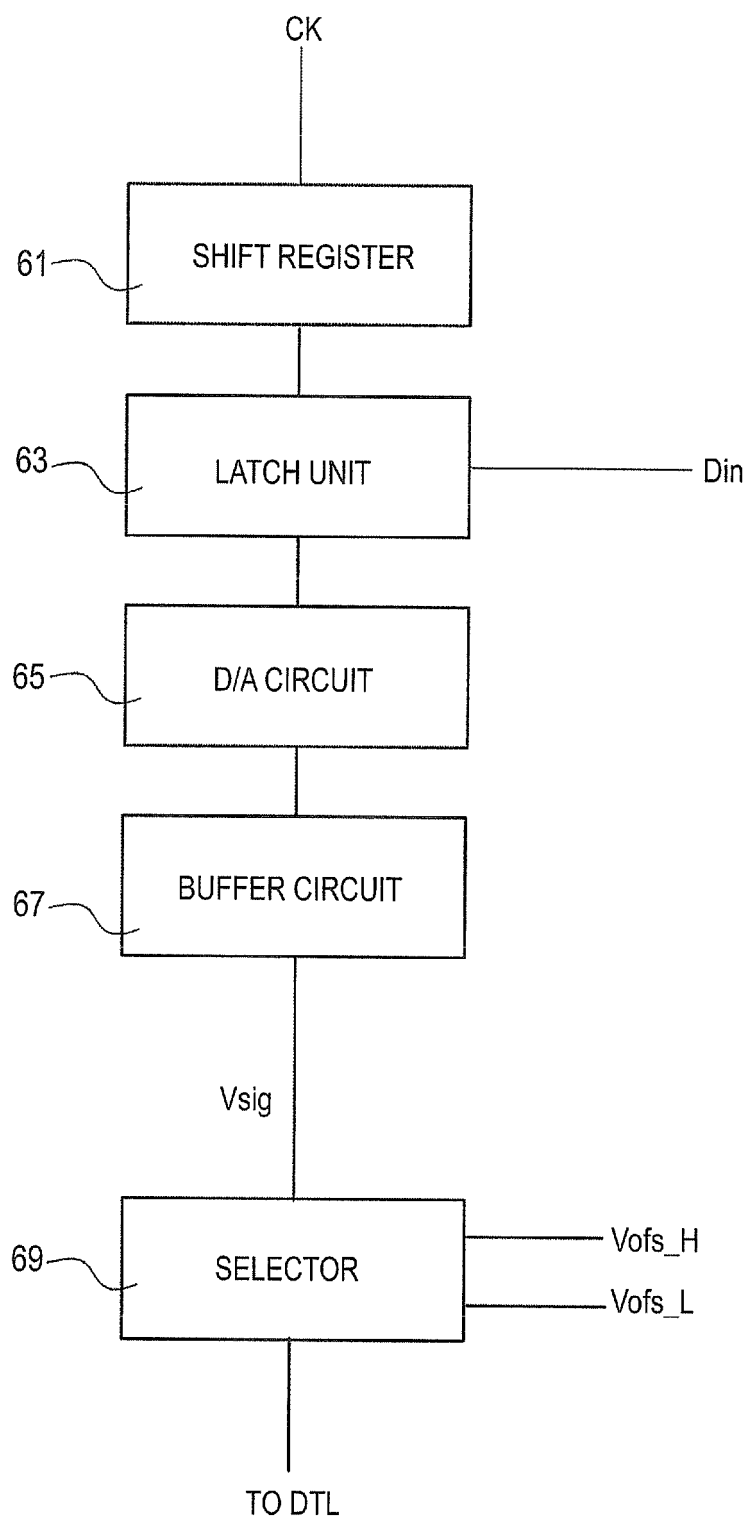 CK
SHIFT REGISTER
61
LATCH UNIT
63
Din
D/A CIRCUIT
65
BUFFER CIRCUIT
67
Vsig
SELECTOR
69
Vofs_H
Vofs_L
TO DTL